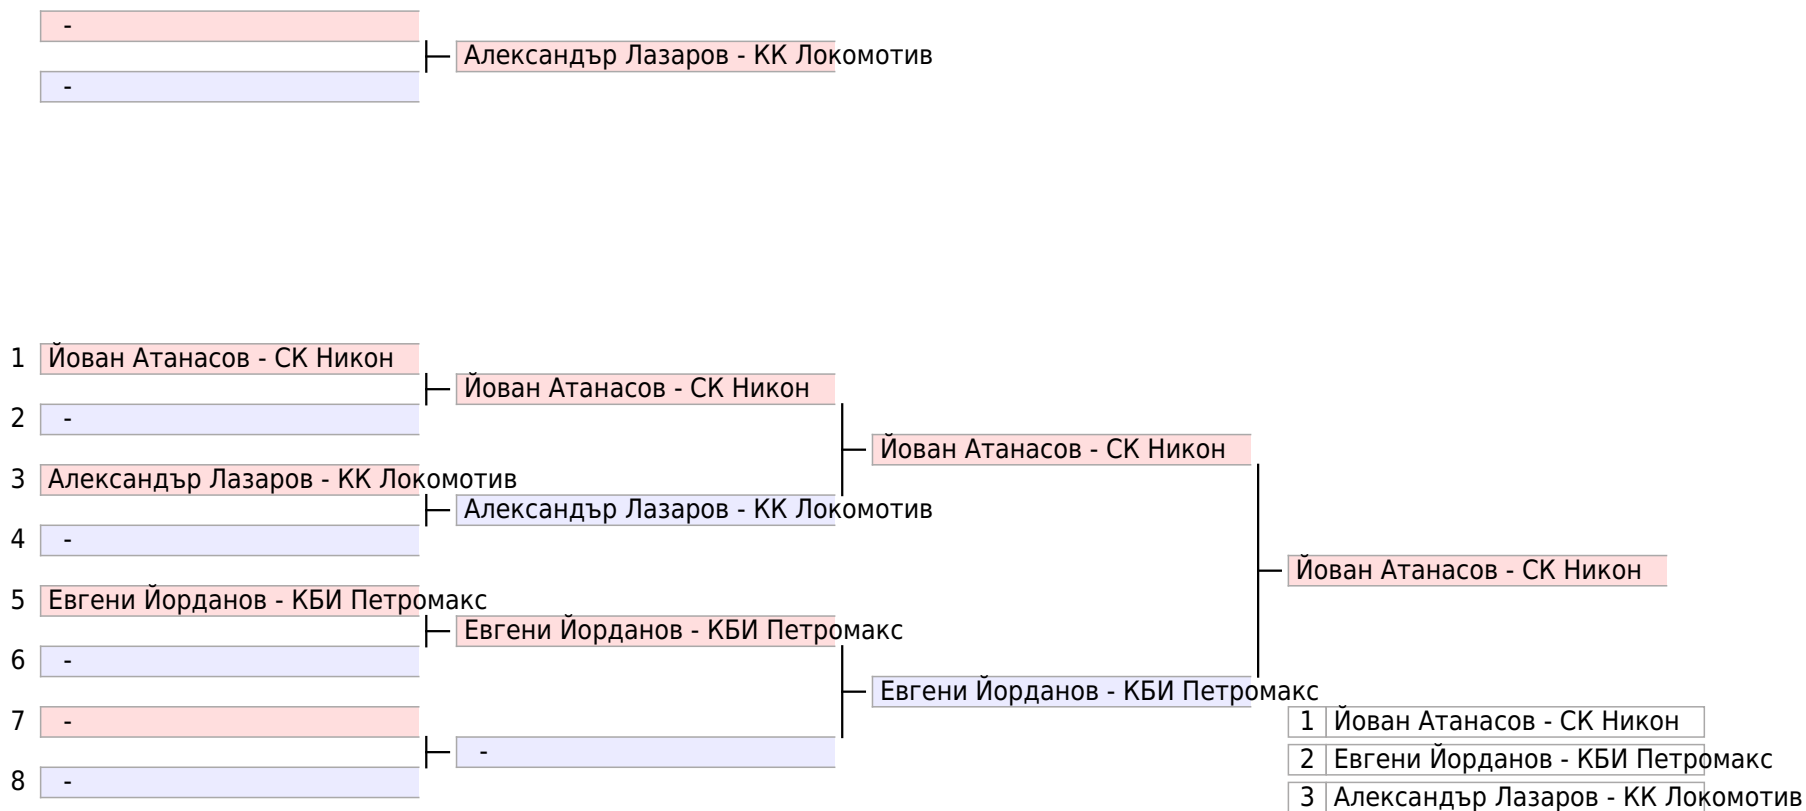 -
Александър Лазаров - КК Локомотив
-
1 Йован Атанасов - СК Никон
Йован Атанасов - СК Никон
2 -
Йован Атанасов - СК Никон
3 Александър Лазаров - КК Локомотив
Александър Лазаров - КК Локомотив
4 -
Йован Атанасов - СК Никон
5 Евгени Йорданов - КБИ Петромакс
Евгени Йорданов - КБИ Петромакс
6 -
Евгени Йорданов - КБИ Петромакс
7 -
1 Йован Атанасов - СК Никон
-
2 Евгени Йорданов - КБИ Петромакс
8 -
3 Александър Лазаров - КК Локомотив